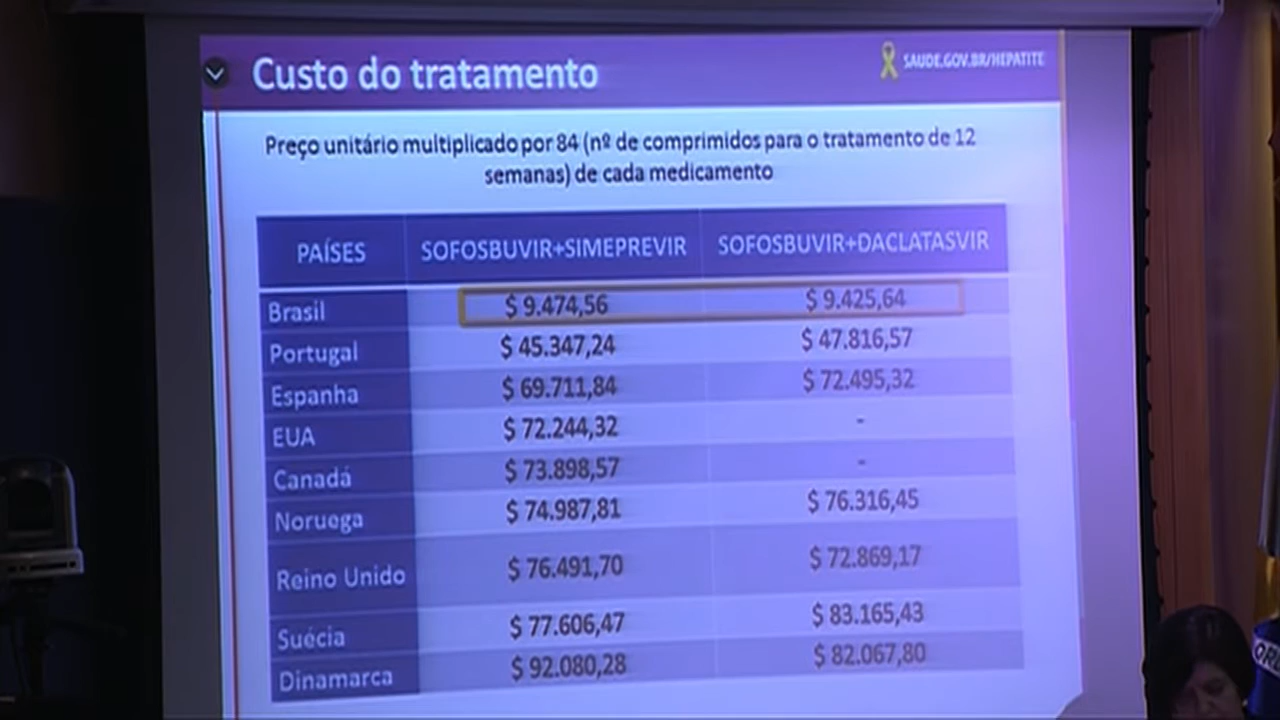 Custo do tratamento
SAUDE.GOV.BR/HEPATITE
Preço unitário multiplicado por 84 (nº de comprimidos para o tratamento de 12
semanas) de cada medicamento
PAÍSES SOFOSBUVIR+SIMEPREVIR SOFOSBUVIR+DACLATASVIR
Brasil $ 9.474,56 $ 9.425,64
Portugal $ 45.347,24 $ 47.816,57
Espanha $ 69.711,84 $ 72.495,32
EUA $ 72.244,32 -
Canadá $ 73.898,57 -
Noruega $ 74.987,81 $ 76.316,45
Reino Unido $ 76.491,70 $ 72.869,17
Suécia $ 77.606,47 $ 83.165,43
Dinamarca $ 92.080,28 $ 82.067,80